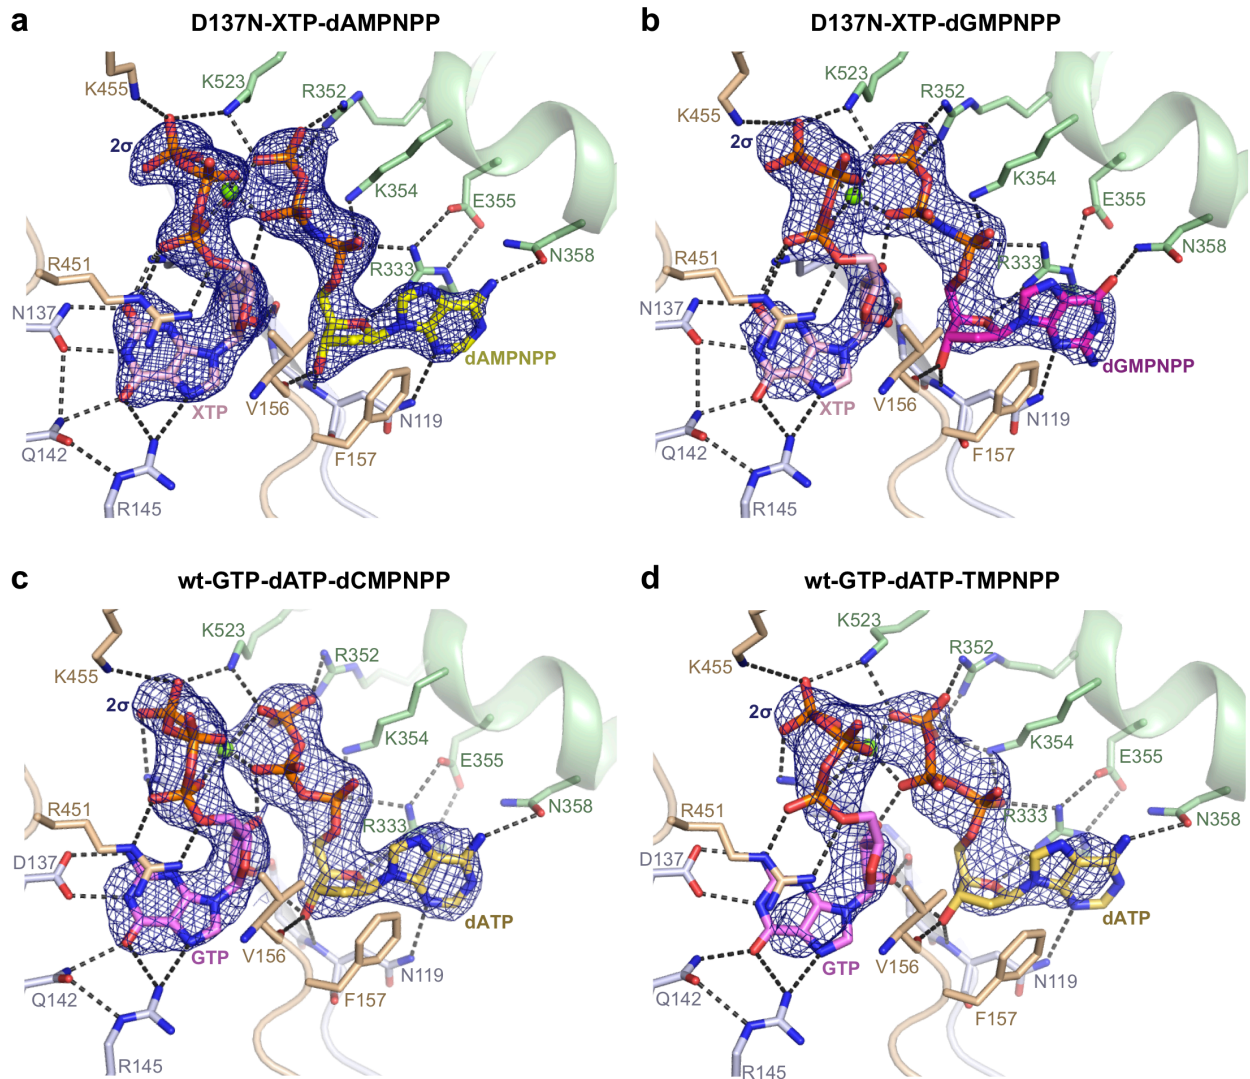 a
D137N-XTP-dAMPNPP
K455
K523
R352
2σ
K354
E355
N358
R451
R333
N137
dAMPNPP
XTP
V156
N119
Q142
F157
R145
b
D137N-XTP-dGMPNPP
K523
R352
K455
2σ
K354
E355
N358
R451
R333
N137
dGMPNPP
XTP
V156
N119
Q142
F157
R145
c
wt-GTP-dATP-dCMPNPP
K523
R352
K455
2σ
K354
E355
N358
R451
R333
D137
dATP
GTP
V156
N119
Q142
F157
R145
d
wt-GTP-dATP-TMPNPP
K523
R352
K455
2σ
K354
E355
R451
R333
N358
D137
dATP
GTP
V156
N119
Q142
F157
R145